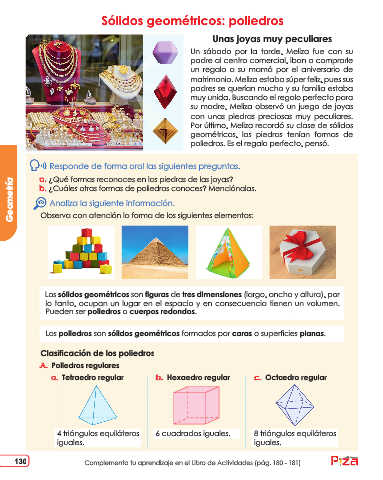 Sólidos geométricos: poliedros
Unas joyas muy peculiares
Un sábado por la tarde, Meliza fue con su
padre al centro comercial, iban a comprarle
un regalo a su mamá por el aniversario de
matrimonio. Meliza estaba súper feliz, pues sus
padres se querían mucho y su familia estaba
muy unida. Buscando el regalo perfecto para
su madre, Meliza observó un juego de joyas
con unas piedras preciosas muy peculiares.
Por último, Meliza recordó su clase de sólidos
geométricos, las piedras tenían formas de
poliedros. Es el regalo perfecto, pensó.
Responde de forma oral las siguientes preguntas.
a. ¿Qué formas reconoces en las piedras de las joyas?
b. ¿Cuáles otras formas de poliedros conoces? Menciónalas.
Geometría
Analiza la siguiente información.
Observa con atención la forma de los siguientes elementos:
Los sólidos geométricos son figuras de tres dimensiones (largo, ancho y altura), por
lo tanto, ocupan un lugar en el espacio y en consecuencia tienen un volumen.
Pueden ser poliedros o cuerpos redondos.
Los poliedros son sólidos geométricos formados por caras o superficies planas.
Clasificación de los poliedros
A. Poliedros regulares
a. Tetraedro regular b. Hexaedro regular c. Octaedro regular
4 triángulos equiláteros 6 cuadrados iguales. 8 triángulos equiláteros
iguales. iguales.
130 Complementa tu aprendizaje en el Libro de Actividades (pág. 180 - 181)